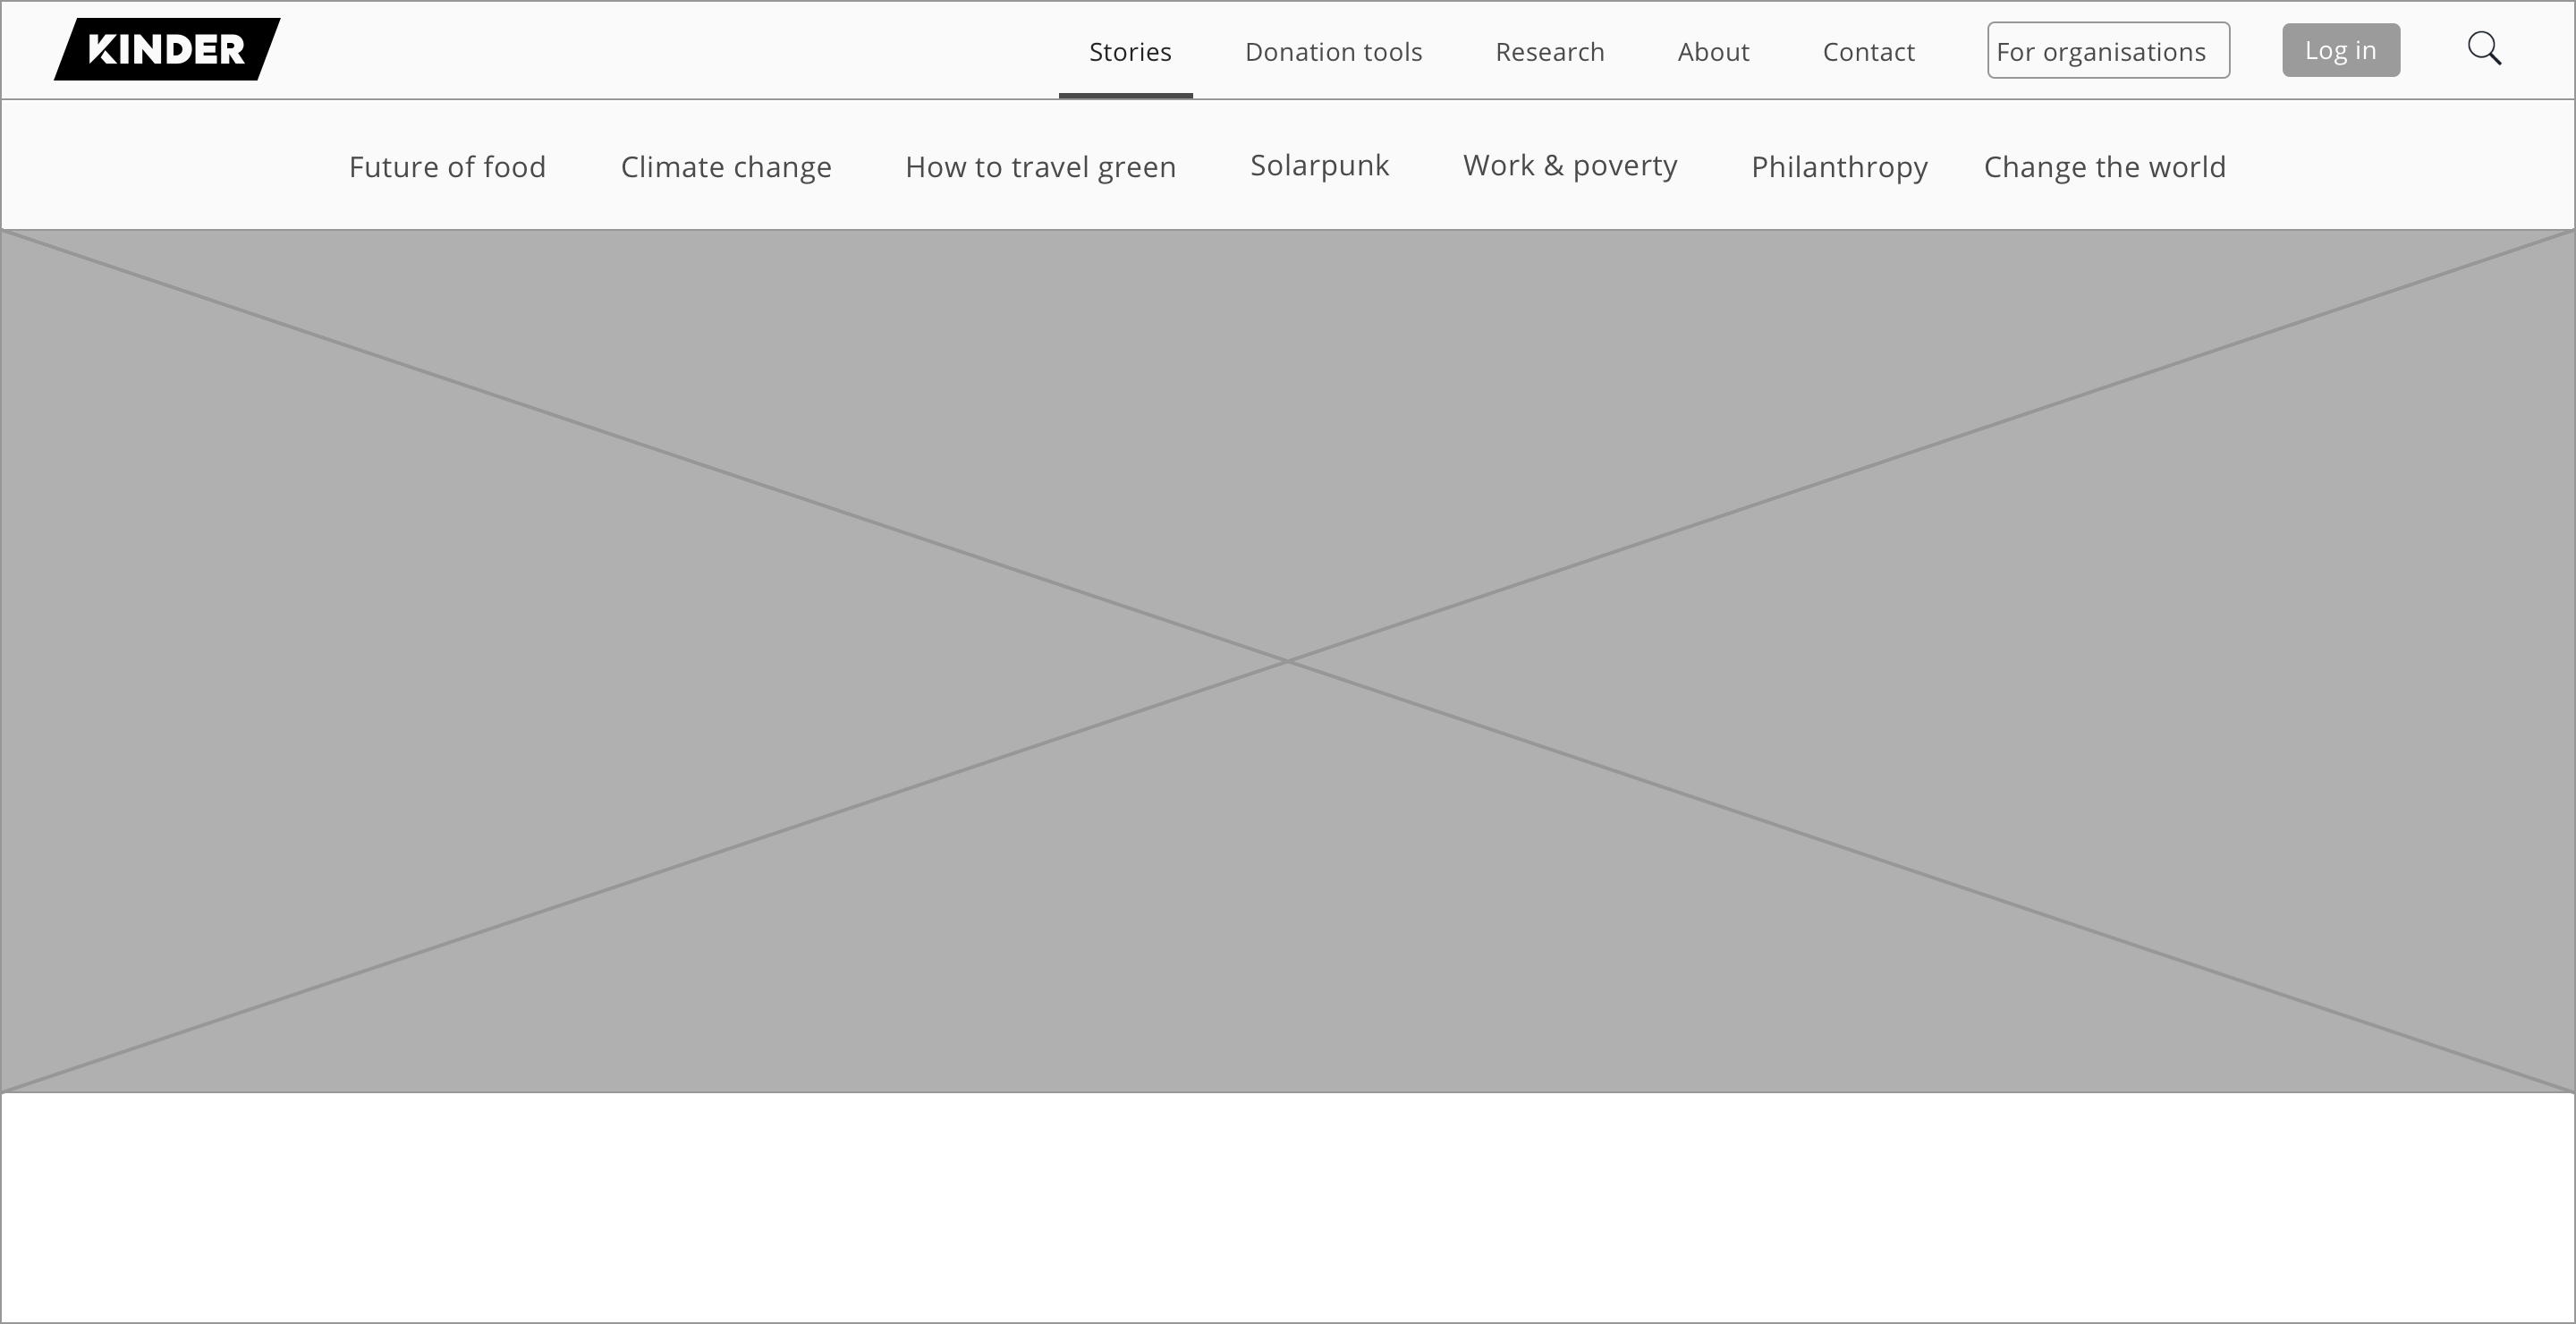 KINDER Stories Donation tools Research About Contact For organisations Log in
Future of food Climate change How to travel green Solarpunk Work & poverty Philanthropy Change the world